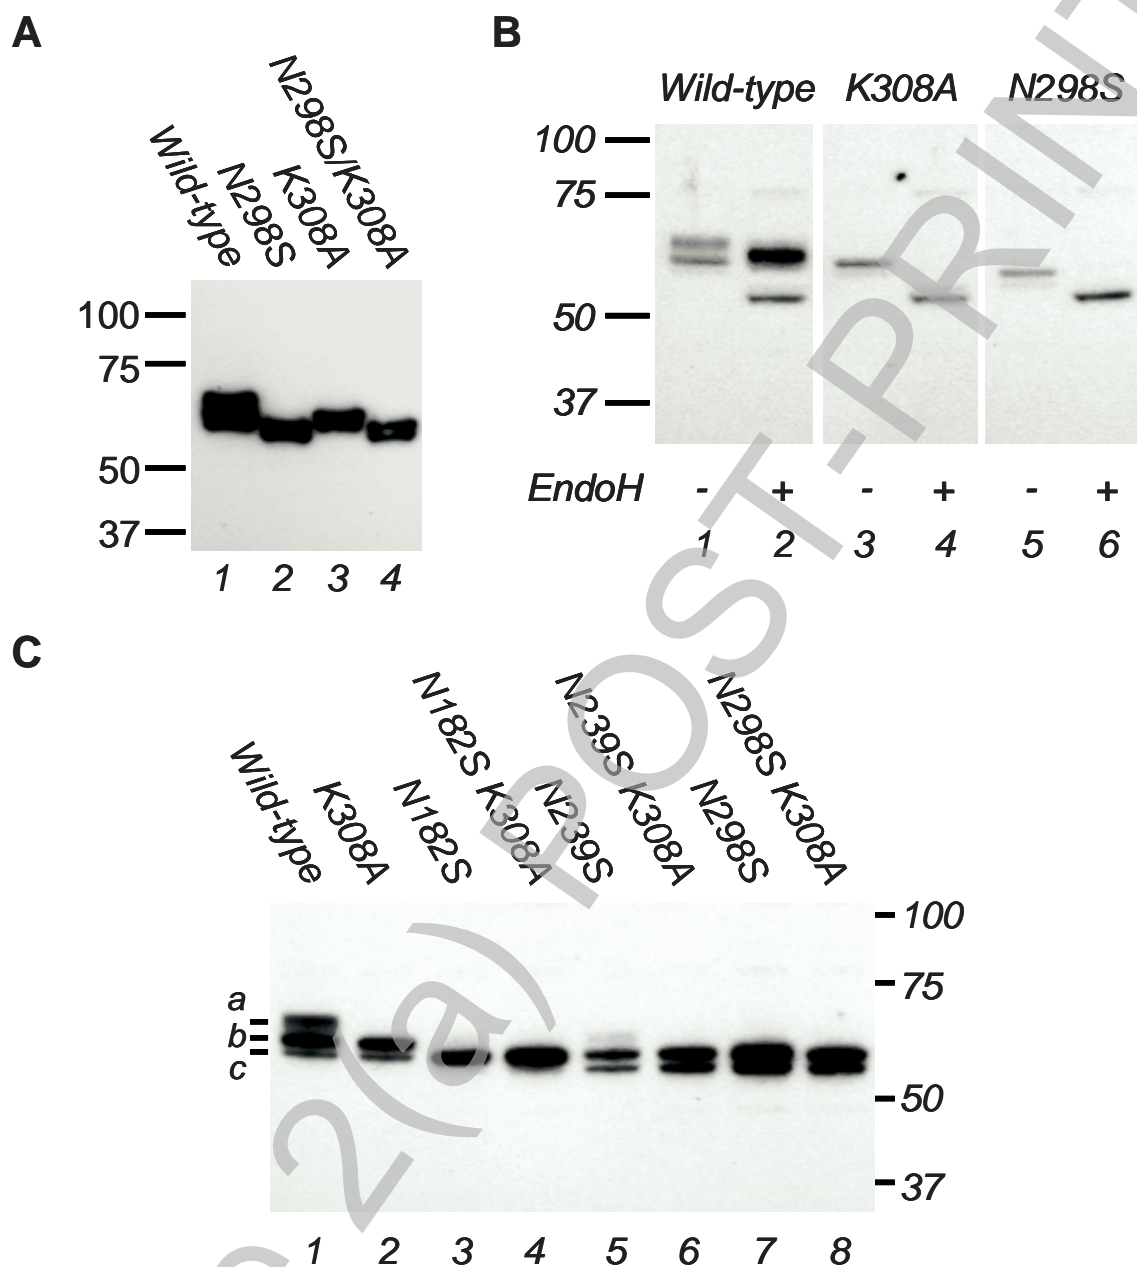 A
Wild-type
N298S
K308A
N298S/K308A
100
75
50
37
1 2 3 4
B
Wild-type K308A N298S
100
75
50
37
EndoH - + - + - +
1 2 3 4 5 6
C
Wild-type
K308A
N182S
N182S K308A
N239S
N239S K308A
N298S
N298S K308A
a
b
c
100
75
50
37
1 2 3 4 5 6 7 8
2(a) POST-PRINT